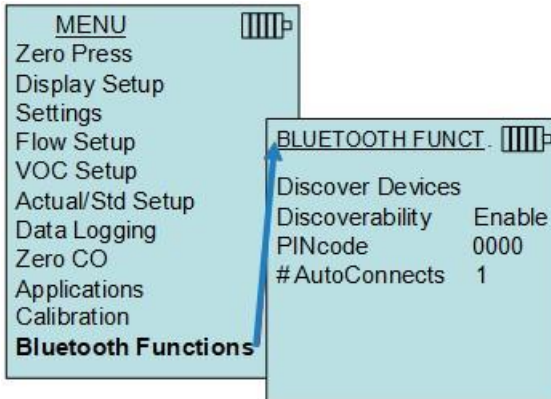 MENU
Zero Press
Display Setup
Settings
Flow Setup
VOC Setup
Actual/Std Setup
Data Logging
Zero CO
Applications
Calibration
Bluetooth Functions
BLUETOOTH FUNCT.
Discover Devices
Discoverability Enable
PINcode 0000
# AutoConnects 1